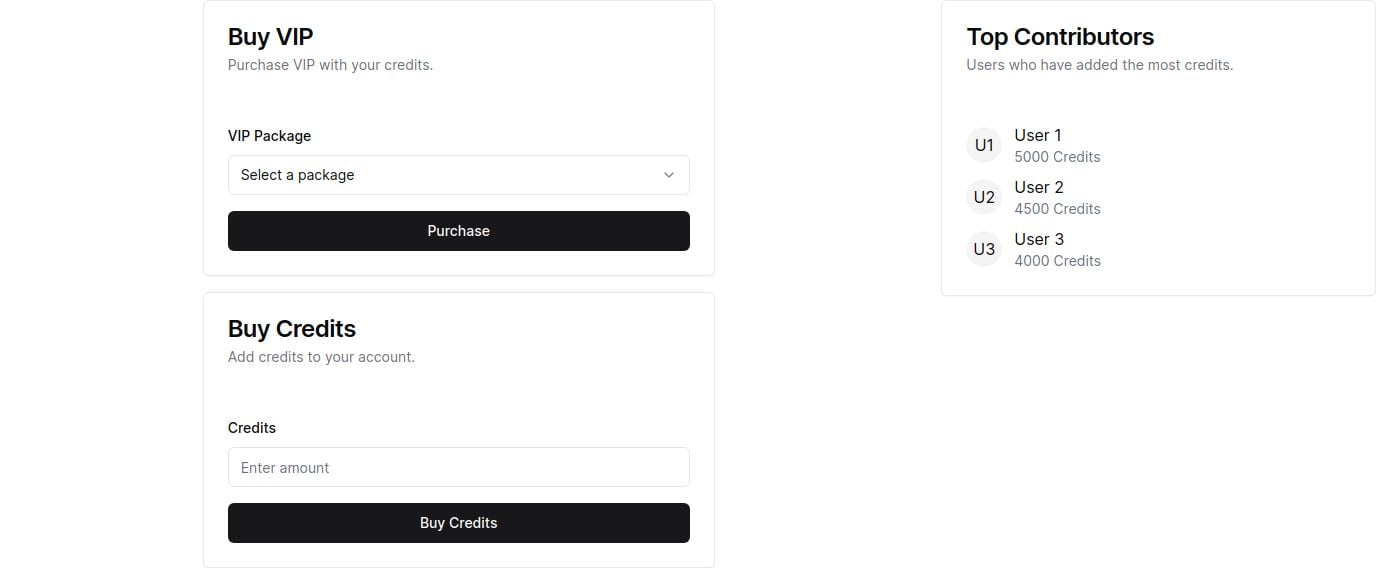 Buy VIP
Purchase VIP with your credits.
VIP Package
Select a package
Purchase
Buy Credits
Add credits to your account.
Credits
Enter amount
Buy Credits
Top Contributors
Users who have added the most credits.
U1
User 1
5000 Credits
U2
User 2
4500 Credits
U3
User 3
4000 Credits